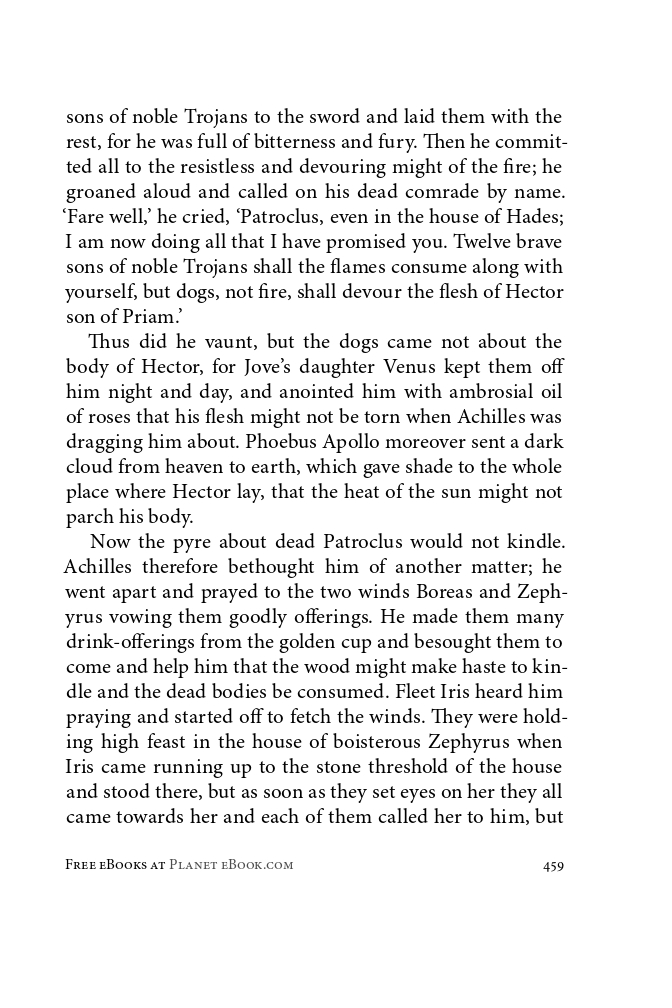 sons of noble Trojans to the sword and laid them with the
rest, for he was full of bitterness and fury. Then he commit-
ted all to the resistless and devouring might of the fire; he
groaned aloud and called on his dead comrade by name.
‘Fare well,’ he cried, ‘Patroclus, even in the house of Hades;
I am now doing all that I have promised you. Twelve brave
sons of noble Trojans shall the flames consume along with
yourself, but dogs, not fire, shall devour the flesh of Hector
son of Priam.’
Thus did he vaunt, but the dogs came not about the
body of Hector, for Jove’s daughter Venus kept them off
him night and day, and anointed him with ambrosial oil
of roses that his flesh might not be torn when Achilles was
dragging him about. Phoebus Apollo moreover sent a dark
cloud from heaven to earth, which gave shade to the whole
place where Hector lay, that the heat of the sun might not
parch his body.
Now the pyre about dead Patroclus would not kindle.
Achilles therefore bethought him of another matter; he
went apart and prayed to the two winds Boreas and Zeph-
yrus vowing them goodly offerings. He made them many
drink-offerings from the golden cup and besought them to
come and help him that the wood might make haste to kin-
dle and the dead bodies be consumed. Fleet Iris heard him
praying and started off to fetch the winds. They were hold-
ing high feast in the house of boisterous Zephyrus when
Iris came running up to the stone threshold of the house
and stood there, but as soon as they set eyes on her they all
came towards her and each of them called her to him, but
Free eBooks at Planet eBook.com 459